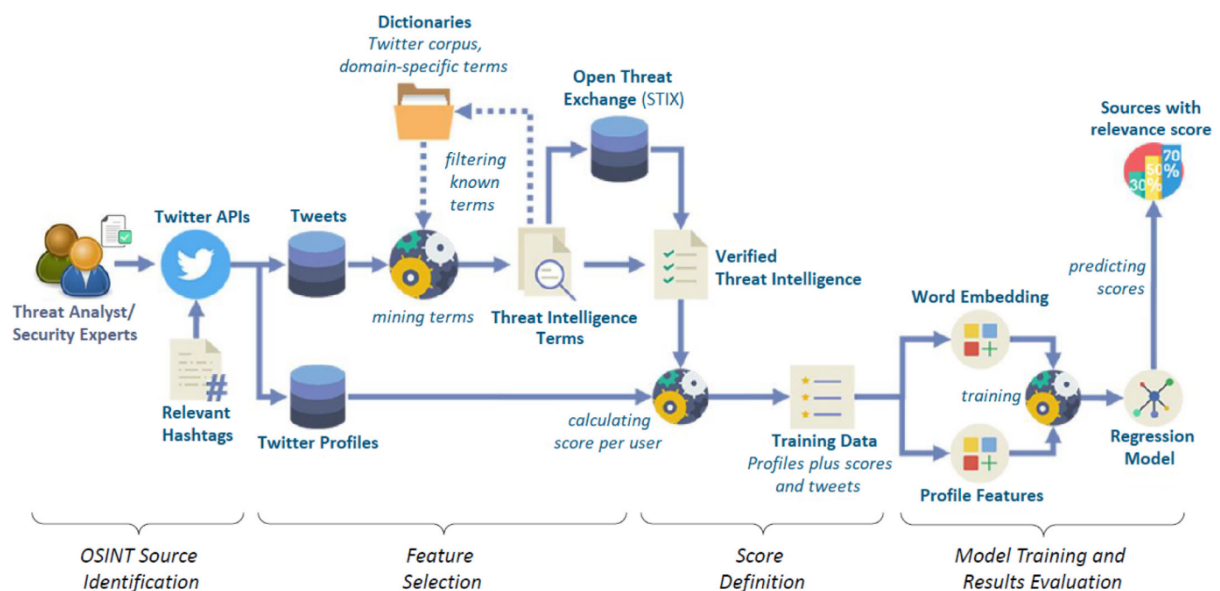 Dictionaries
Twitter corpus,
domain-specific terms
Open Threat
Exchange (STIX)
Sources with
relevance score
30%
50%
70%
filtering
known
terms
Twitter APIs
Tweets
Threat Analyst/
Security Experts
mining terms
Threat Intelligence
Terms
Verified
Threat Intelligence
predicting
scores
Word Embedding
#
Relevant
Hashtags
Twitter Profiles
calculating
score per user
Training Data
Profiles plus scores
and tweets
training
Profile Features
Regression
Model
OSINT Source
Identification
Feature
Selection
Score
Definition
Model Training and
Results Evaluation